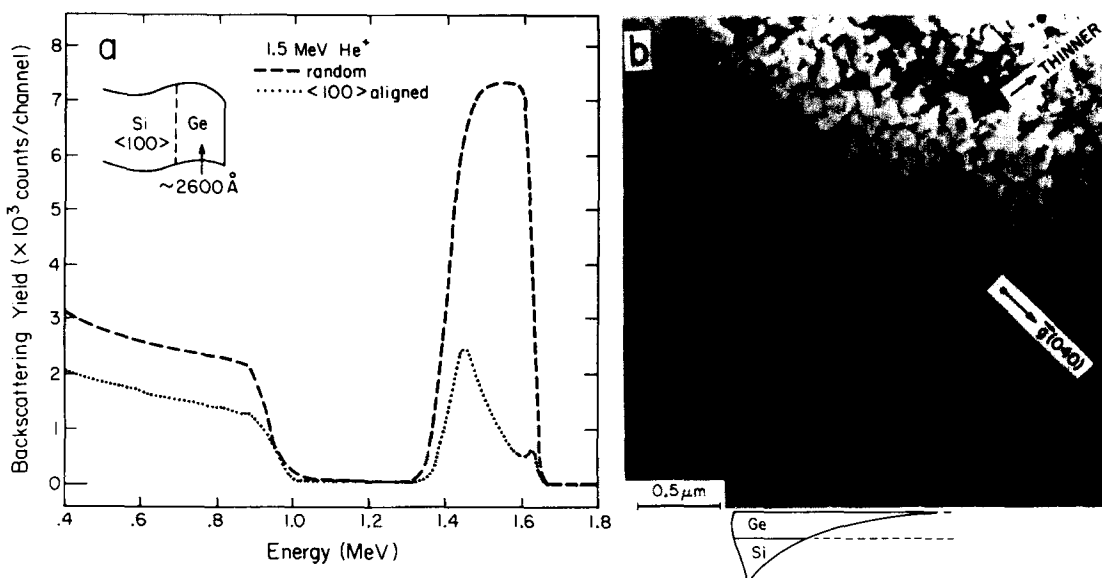 a
1.5 MeV He+
random
<100> aligned
Si
<100>
Ge
~2600 Å
Backscattering Yield (× 10³ counts/channel)
8
7
6
5
4
3
2
1
0
.4
.6
.8
1.0
1.2
1.4
1.6
1.8
Energy (MeV)
b
THINNER
g⃗(040)
0.5 μm
Ge
Si